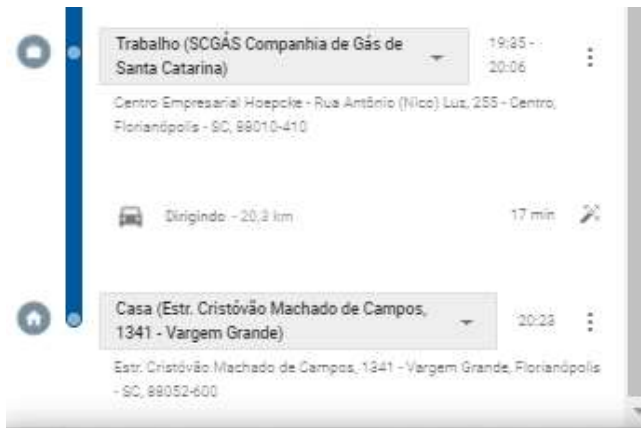 Trabalho (SCGÁS Companhia de Gás de
Santa Catarina)
19:35 -
20:06
Centro Empresarial Hoepcke - Rua Antônio (Nico) Luz, 255 - Centro,
Florianópolis - SC, 88010-410
Dirigindo - 20,3 km
17 min
Casa (Estr. Cristóvão Machado de Campos,
1341 - Vargem Grande)
20:23
Estr. Cristóvão Machado de Campos, 1341 - Vargem Grande, Florianópolis
- SC, 88052-600